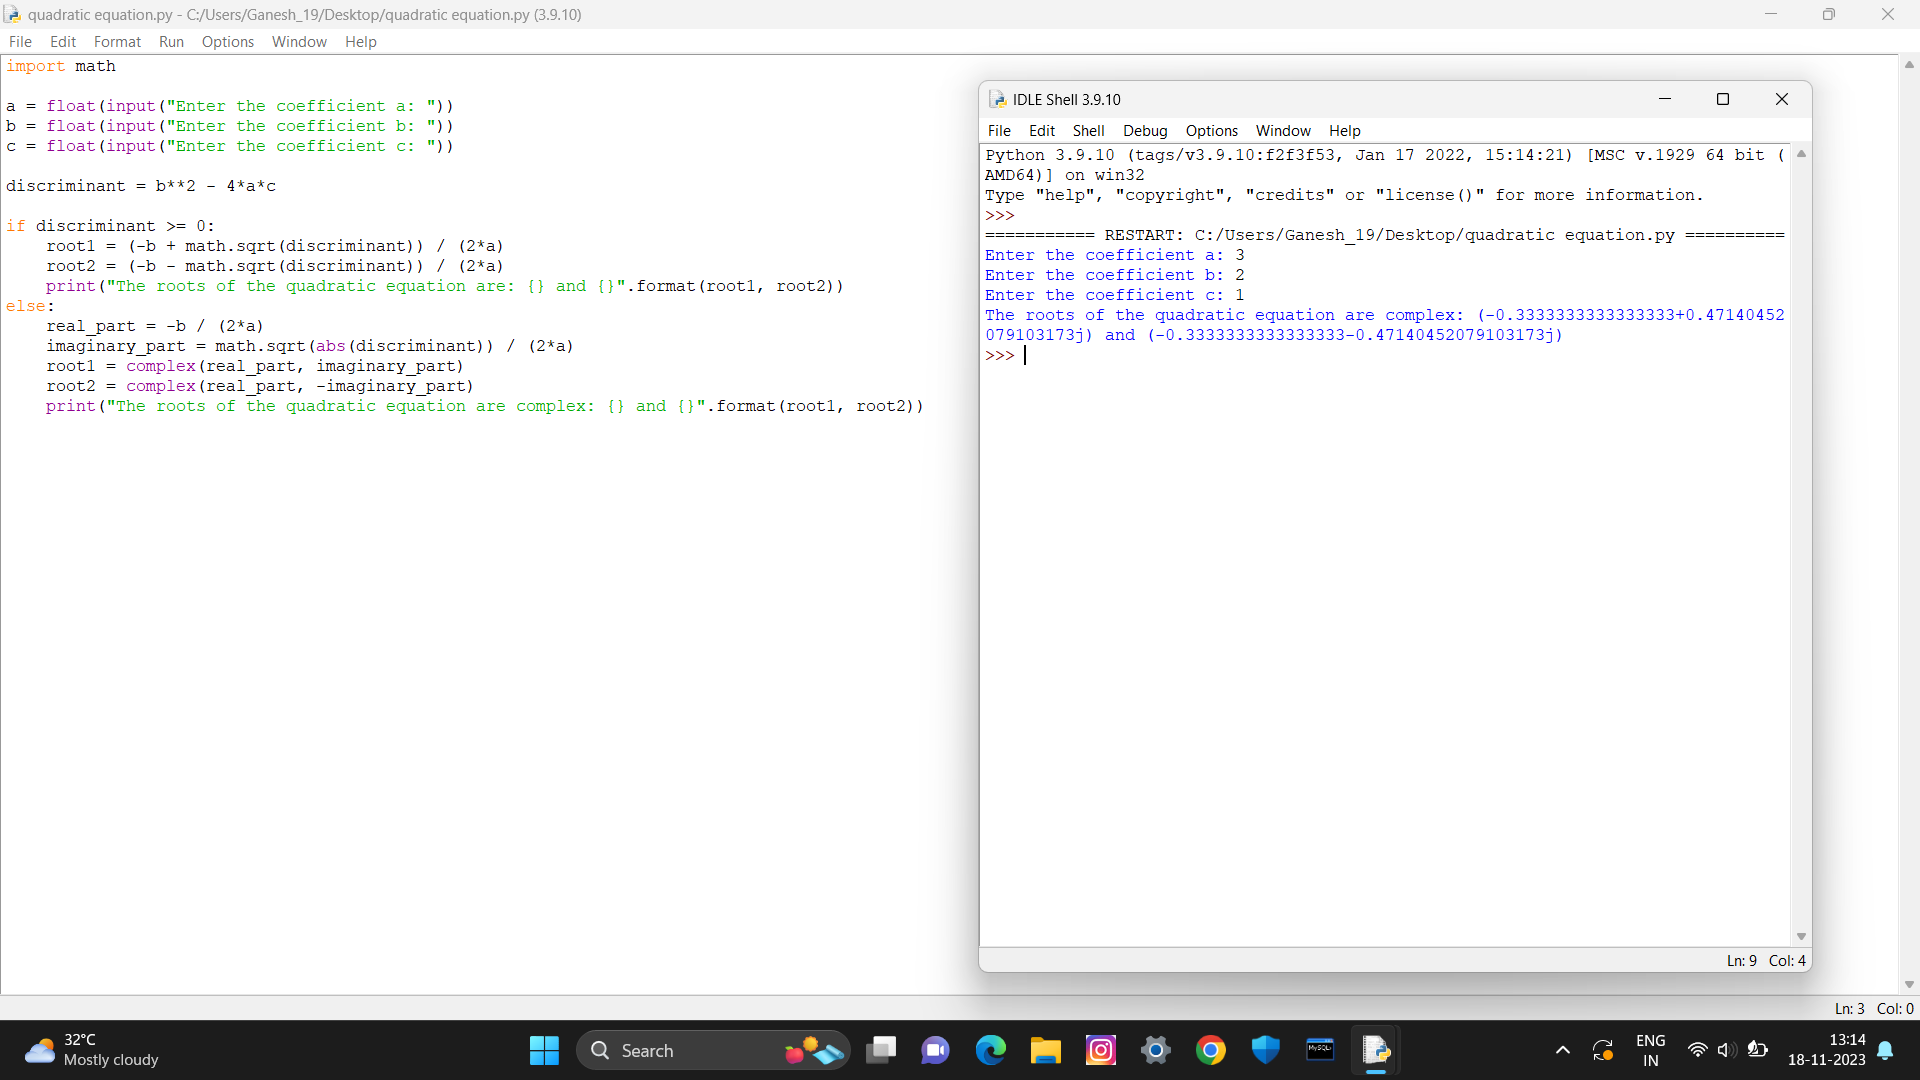 quadratic equation.py - C:/Users/Ganesh_19/Desktop/quadratic equation.py (3.9.10)
File Edit Format Run Options Window Help
import math
a = float(input("Enter the coefficient a: "))
b = float(input("Enter the coefficient b: "))
c = float(input("Enter the coefficient c: "))
discriminant = b**2 - 4*a*c
if discriminant >= 0:
    root1 = (-b + math.sqrt(discriminant)) / (2*a)
    root2 = (-b - math.sqrt(discriminant)) / (2*a)
    print("The roots of the quadratic equation are: {} and {}".format(root1, root2))
else:
    real_part = -b / (2*a)
    imaginary_part = math.sqrt(abs(discriminant)) / (2*a)
    root1 = complex(real_part, imaginary_part)
    root2 = complex(real_part, -imaginary_part)
    print("The roots of the quadratic equation are complex: {} and {}".format(root1, root2))
IDLE Shell 3.9.10
File Edit Shell Debug Options Window Help
Python 3.9.10 (tags/v3.9.10:f2f3f53, Jan 17 2022, 15:14:21) [MSC v.1929 64 bit (
AMD64)] on win32
Type "help", "copyright", "credits" or "license()" for more information.
>>>
=========== RESTART: C:/Users/Ganesh_19/Desktop/quadratic equation.py ==========
Enter the coefficient a: 3
Enter the coefficient b: 2
Enter the coefficient c: 1
The roots of the quadratic equation are complex: (-0.3333333333333333+0.47140452
079103173j) and (-0.3333333333333333-0.47140452079103173j)
>>>
Ln: 9 Col: 4
Ln: 3 Col: 0
32°C
Mostly cloudy
Search
MySQL
ENG
IN
13:14
18-11-2023